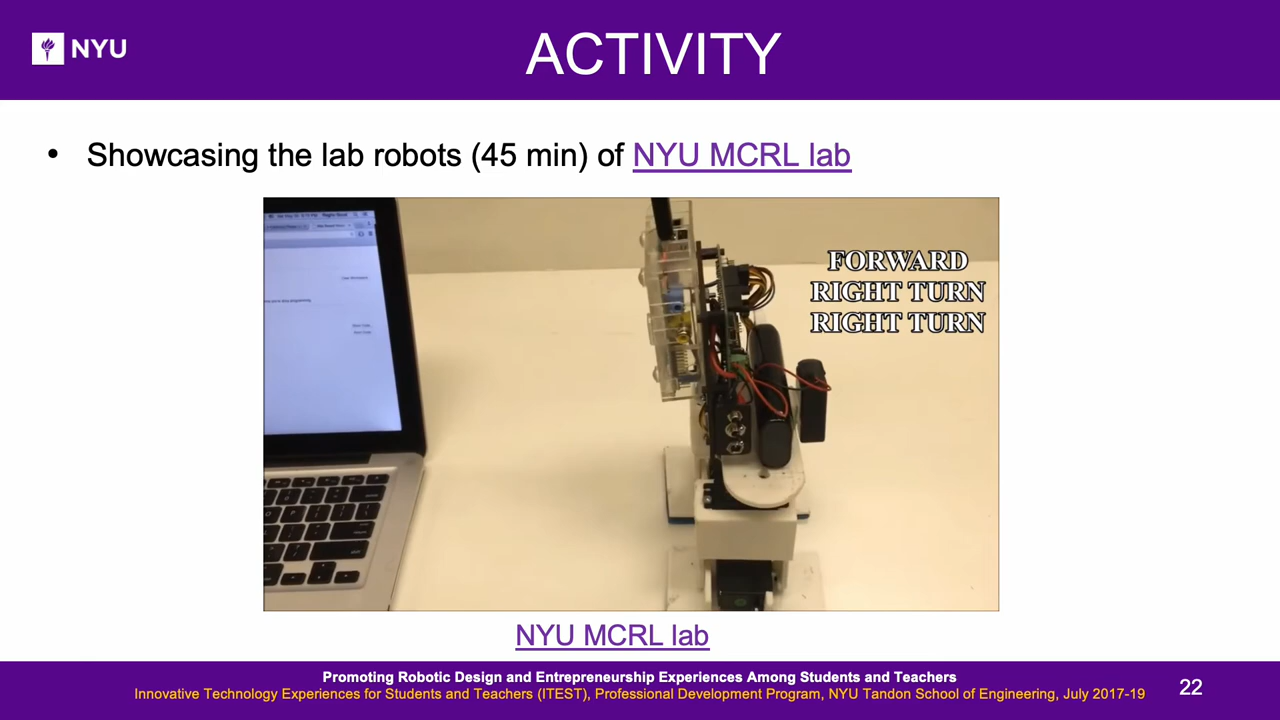 NYU
ACTIVITY
• Showcasing the lab robots (45 min) of NYU MCRL lab
FORWARD
RIGHT TURN
RIGHT TURN
NYU MCRL lab
Promoting Robotic Design and Entrepreneurship Experiences Among Students and Teachers
Innovative Technology Experiences for Students and Teachers (ITEST), Professional Development Program, NYU Tandon School of Engineering, July 2017-19
22